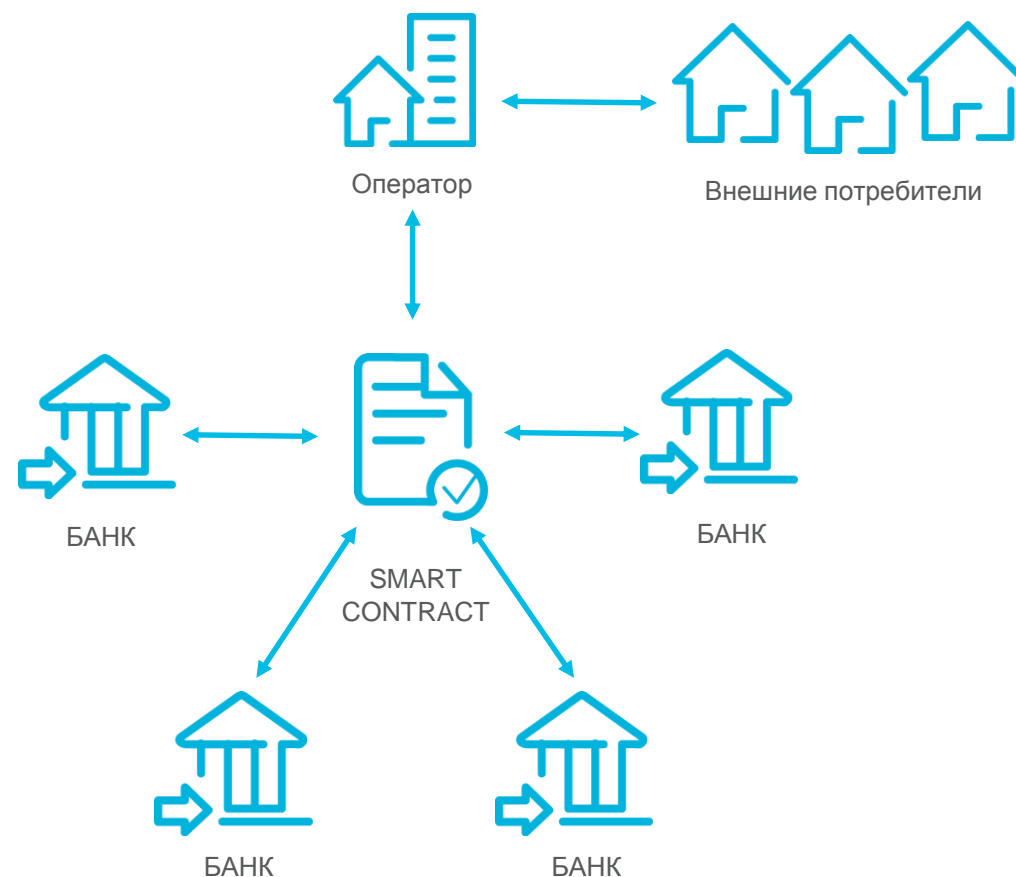 Оператор
Внешние потребители
БАНК
БАНК
SMART
CONTRACT
БАНК
БАНК